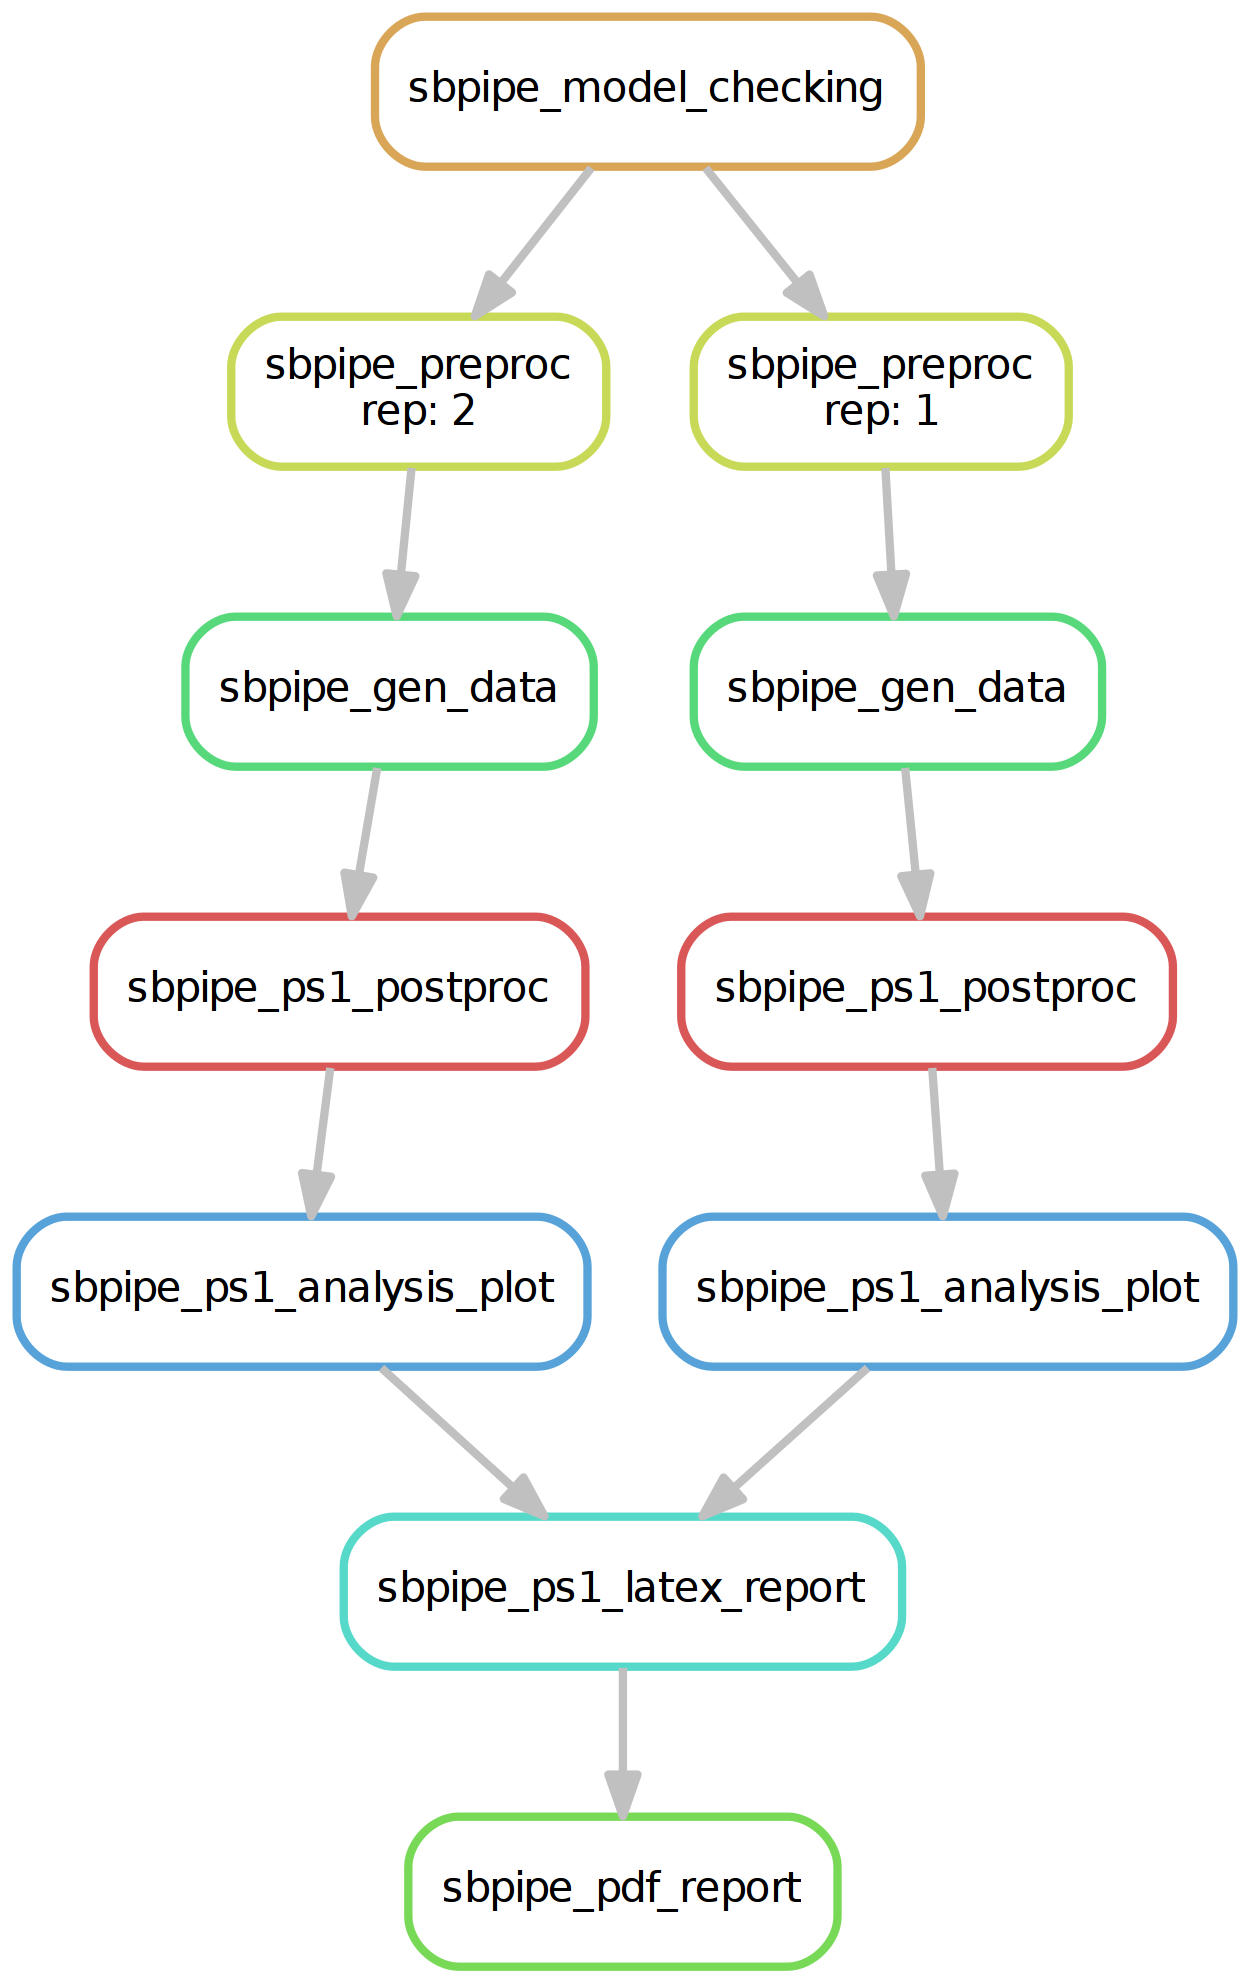 sbpipe_model_checking
sbpipe_preproc
rep: 2
sbpipe_preproc
rep: 1
sbpipe_gen_data
sbpipe_gen_data
sbpipe_ps1_postproc
sbpipe_ps1_postproc
sbpipe_ps1_analysis_plot
sbpipe_ps1_analysis_plot
sbpipe_ps1_latex_report
sbpipe_pdf_report